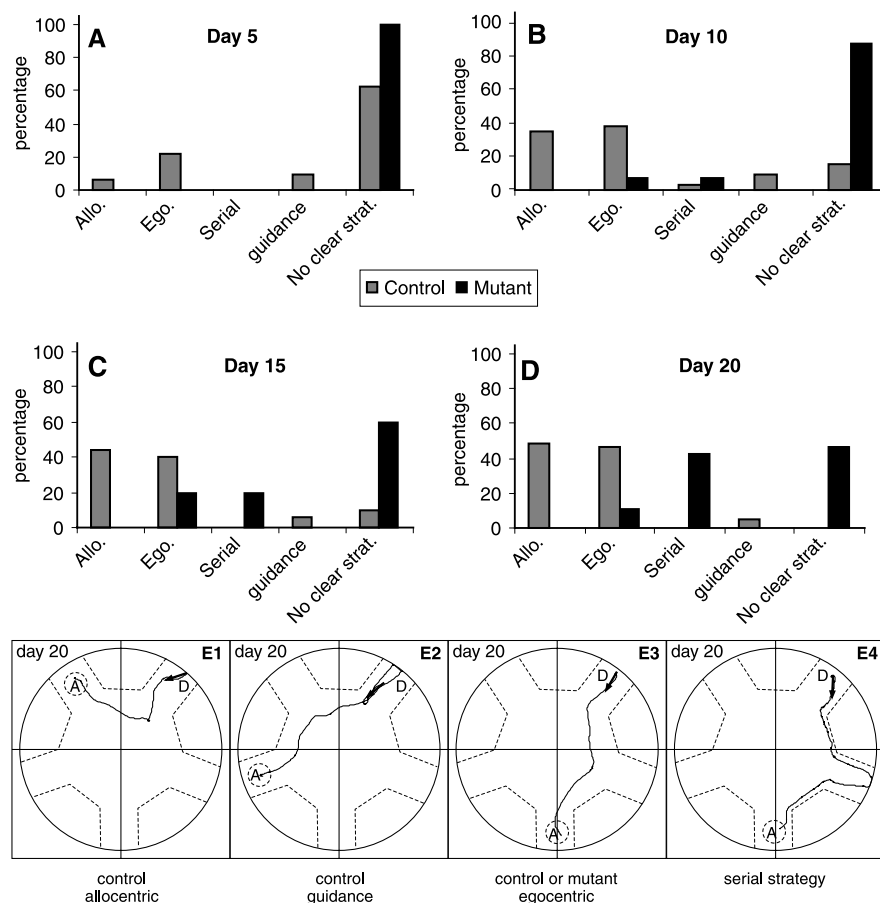 A Day 5
percentage
100
80
60
40
20
0
Allo.
Ego.
Serial
guidance
No clear strat.
B Day 10
percentage
100
80
60
40
20
0
Allo.
Ego.
Serial
guidance
No clear strat.
Control Mutant
C Day 15
percentage
100
80
60
40
20
0
Allo.
Ego.
Serial
guidance
No clear strat.
D Day 20
percentage
100
80
60
40
20
0
Allo.
Ego.
Serial
guidance
No clear strat.
day 20 E1
A D
day 20 E2
D
A
day 20 E3
D
A
day 20 E4
D
A
control
allocentric
control
guidance
control or mutant
egocentric
serial strategy